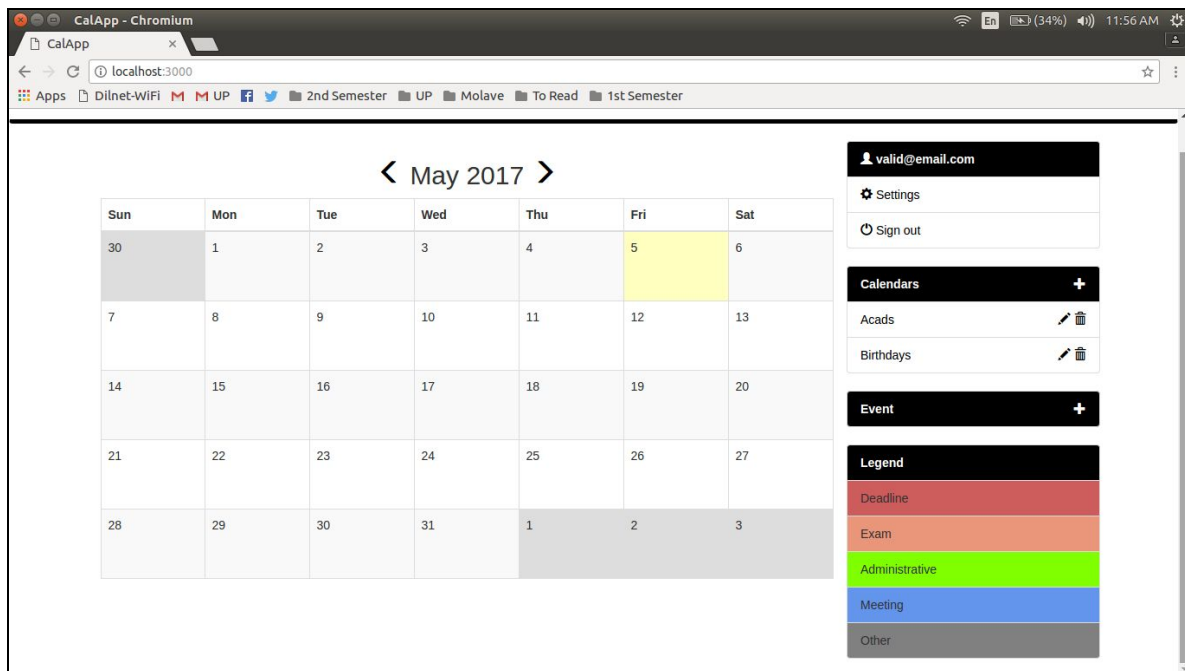 CalApp - Chromium En (34%) 11:56 AM
CalApp
localhost:3000
Apps Dilnet-WiFi M M UP 2nd Semester UP Molave To Read 1st Semester
May 2017
Sun Mon Tue Wed Thu Fri Sat
30 1 2 3 4 5 6
7 8 9 10 11 12 13
14 15 16 17 18 19 20
21 22 23 24 25 26 27
28 29 30 31 1 2 3
valid@email.com
Settings
Sign out
Calendars
Acads
Birthdays
Event
Legend
Deadline
Exam
Administrative
Meeting
Other